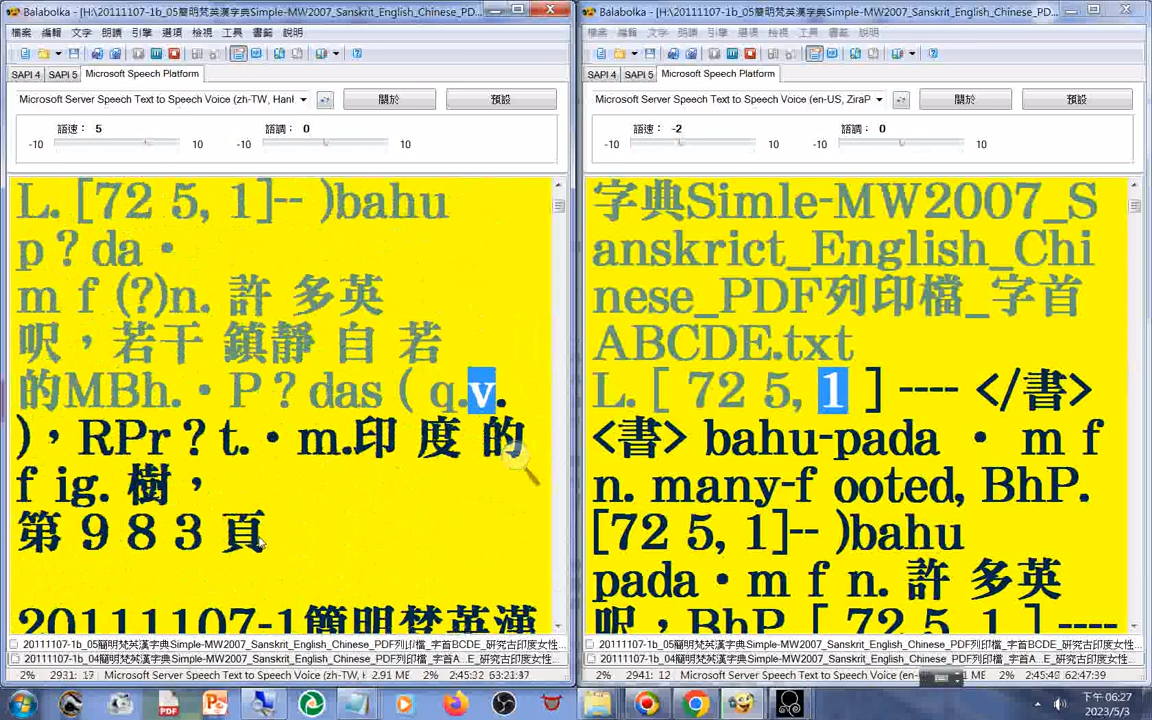 Balabolka - [H:\20111107-1b_05簡明梵英漢字典Simple-MW2007_Sanskrit_English_Chinese_PD...
檔案 編輯 文字 朗讀 引擎 選項 檢視 工具 書籤 說明
SAPI 4 SAPI 5 Microsoft Speech Platform
Microsoft Server Speech Text to Speech Voice (zh-TW, Hanl 關於 預設
語速： 5 語調： 0
-10 10 -10 10
L. [72 5, 1]-- )bahu
p？da・
m f (?)n. 許 多英
呎，若干 鎮靜 自 若
的MBh.・P？das ( q.v.
)，RPr？t.・m.印 度 的
f ig. 樹，
第 9 8 3 頁
20111107-1簡明梵英漢
20111107-1b_05簡明梵英漢字典Simple-MW2007_Sanskrit_English_Chinese_PDF列印檔_字首BCDE_研究古印度女性...
20111107-1b_04簡明梵英漢字典Simple-MW2007_Sanskrit_English_Chinese_PDF列印檔_字首A...E_研究古印度女性...
2% 2931: 17 Microsoft Server Speech Text to Speech Voice (zh-TW, 2.91 MB 2% 2:45:32 63:21:37
Balabolka - [H:\20111107-1b_05簡明梵英漢字典Simple-MW2007_Sanskrit_English_Chinese_PD...
檔案 編輯 文字 朗讀 引擎 選項 檢視 工具 書籤 說明
SAPI 4 SAPI 5 Microsoft Speech Platform
Microsoft Server Speech Text to Speech Voice (en-US, ZiraP 關於 預設
語速： -2 語調： 0
-10 10 -10 10
字典Simle-MW2007_S
anskrict_English_Chi
nese_PDF列印檔_字首
ABCDE.txt
L. [ 72 5, 1 ] ---- </書>
<書> bahu-pada ・ m f
n. many-f ooted, BhP.
[72 5, 1]-- )bahu
pada・m f n. 許 多英
呎，BhP. [ 72 5, 1 ] ----
20111107-1b_05簡明梵英漢字典Simple-MW2007_Sanskrit_English_Chinese_PDF列印檔_字首BCDE_研究古印度女性...
20111107-1b_04簡明梵英漢字典Simple-MW2007_Sanskrit_English_Chinese_PDF列印檔_字首A...E_研究古印度女性...
2% 2941: 12 Microsoft Server Speech Text to Speech Voice 2% 2:45:49 62:47:39
PDF
下午 06:27
2023/5/3